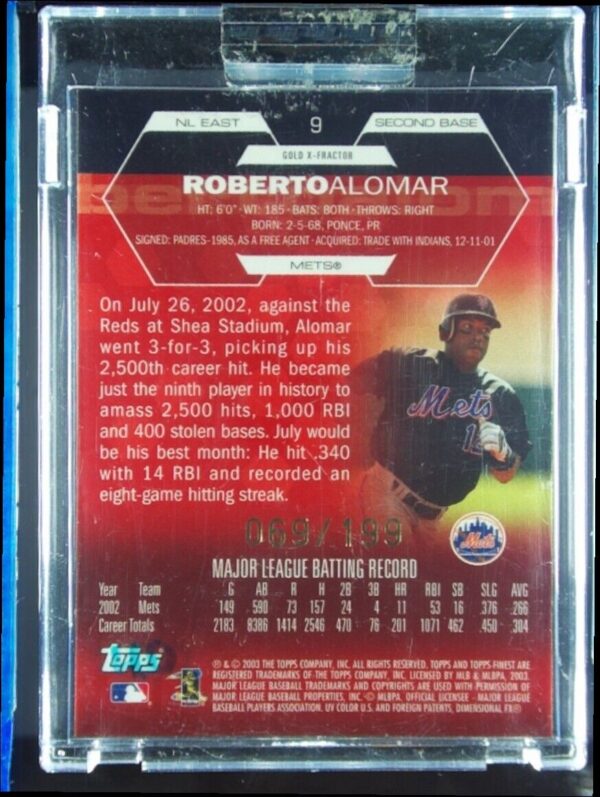 NL EAST 9 SECOND BASE
GOLD X-FRACTOR
ROBERTOALOMAR
HT: 6'0" · WT: 185 · BATS: BOTH · THROWS: RIGHT
BORN: 2-5-68, PONCE, PR
SIGNED: PADRES-1985, AS A FREE AGENT · ACQUIRED: TRADE WITH INDIANS, 12-11-01
METS®
On July 26, 2002, against the
Reds at Shea Stadium, Alomar
went 3-for-3, picking up his
2,500th career hit. He became
just the ninth player in history to
amass 2,500 hits, 1,000 RBI
and 400 stolen bases. July would
be his best month: He hit .340
with 14 RBI and recorded an
eight-game hitting streak.
Mets
069/199
Mets
MAJOR LEAGUE BATTING RECORD
Year Team G AB R H 2B 3B HR RBI SB SLG AVG
2002 Mets 149 590 73 157 24 4 11 53 16 .376 .266
Career Totals 2183 8386 1414 2546 470 76 201 1071 462 .450 .304
Topps
® & © 2003 THE TOPPS COMPANY, INC. ALL RIGHTS RESERVED. TOPPS AND TOPPS FINEST ARE
REGISTERED TRADEMARKS OF THE TOPPS COMPANY, INC. LICENSED BY MLB & MLBPA, 2003.
MAJOR LEAGUE BASEBALL TRADEMARKS AND COPYRIGHTS ARE USED WITH PERMISSION OF
MAJOR LEAGUE BASEBALL PROPERTIES, INC. © MLBPA. OFFICIAL LICENSEE - MAJOR LEAGUE
BASEBALL PLAYERS ASSOCIATION. UV COLOR U.S. AND FOREIGN PATENTS, DIMENSIONAL FX®